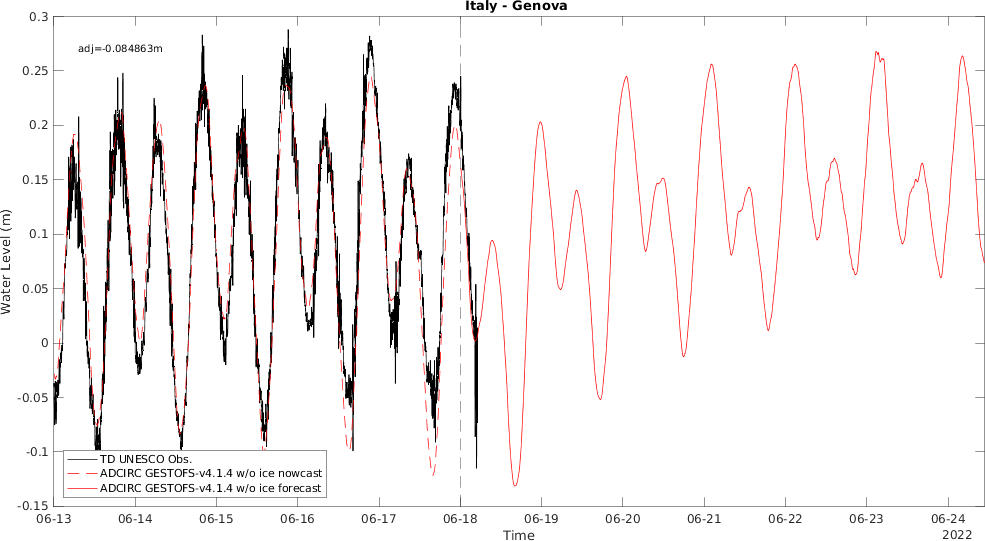 Italy - Genova
adj=-0.084863m
0.3
0.25
0.2
0.15
0.1
0.05
0
-0.05
-0.1
-0.15
Water Level (m)
TD UNESCO Obs.
ADCIRC GESTOFS-v4.1.4 w/o ice nowcast
ADCIRC GESTOFS-v4.1.4 w/o ice forecast
06-13 06-14 06-15 06-16 06-17 06-18 06-19 06-20 06-21 06-22 06-23 06-24
Time
2022